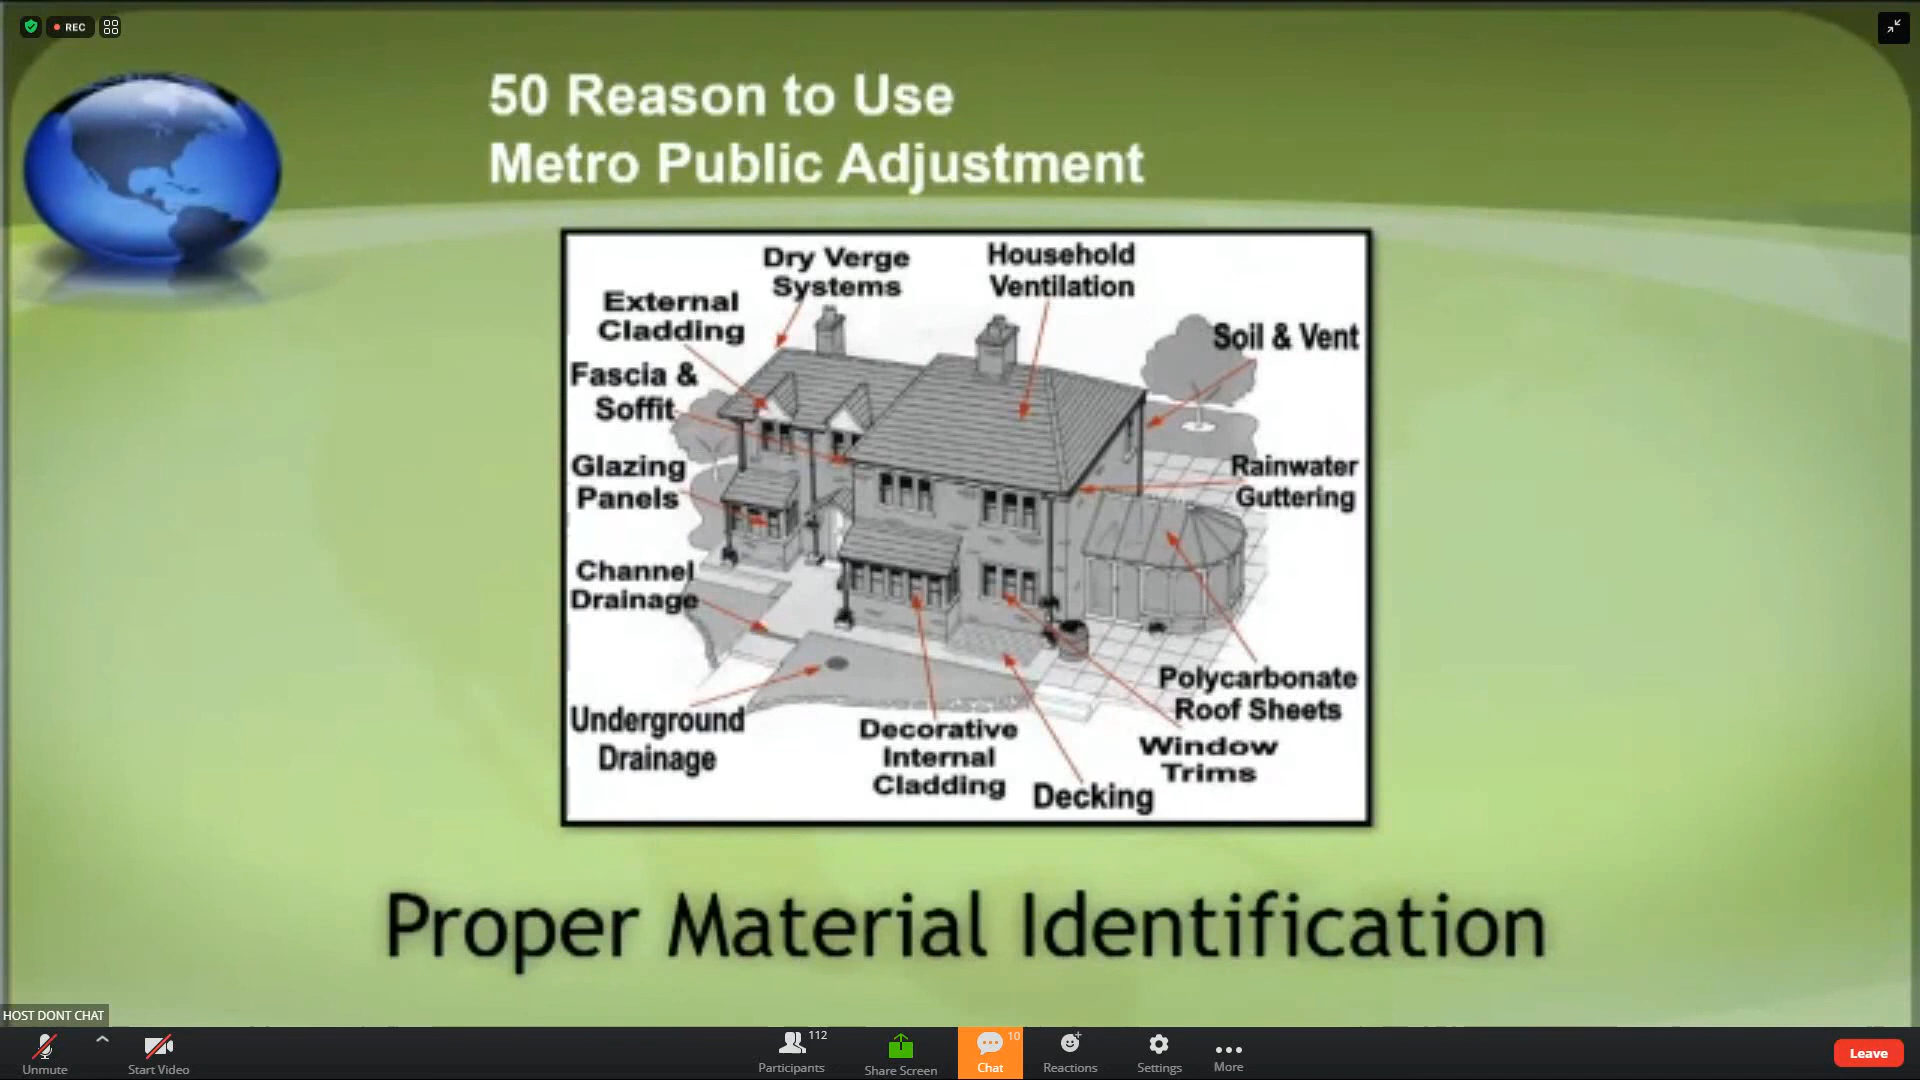 REC
50 Reason to Use
Metro Public Adjustment
Dry Verge
Systems
Household
Ventilation
External
Cladding
Soil & Vent
Fascia &
Soffit
Glazing
Panels
Rainwater
Guttering
Channel
Drainage
Polycarbonate
Roof Sheets
Underground
Drainage
Decorative
Internal
Cladding
Window
Trims
Decking
Proper Material Identification
HOST DONT CHAT
Unmute
Start Video
112
Participants
Share Screen
10
Chat
Reactions
Settings
More
Leave